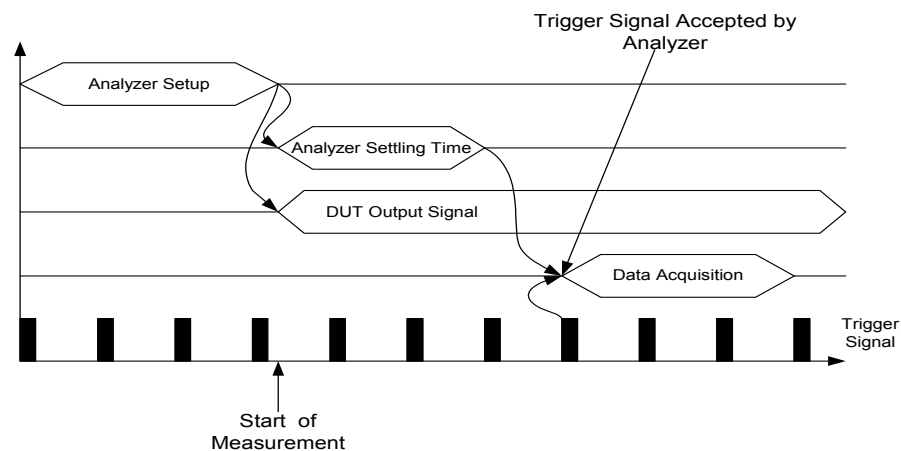 Trigger Signal Accepted by
Analyzer
Analyzer Setup
Analyzer Settling Time
DUT Output Signal
Data Acquisition
Trigger
Signal
Start of
Measurement